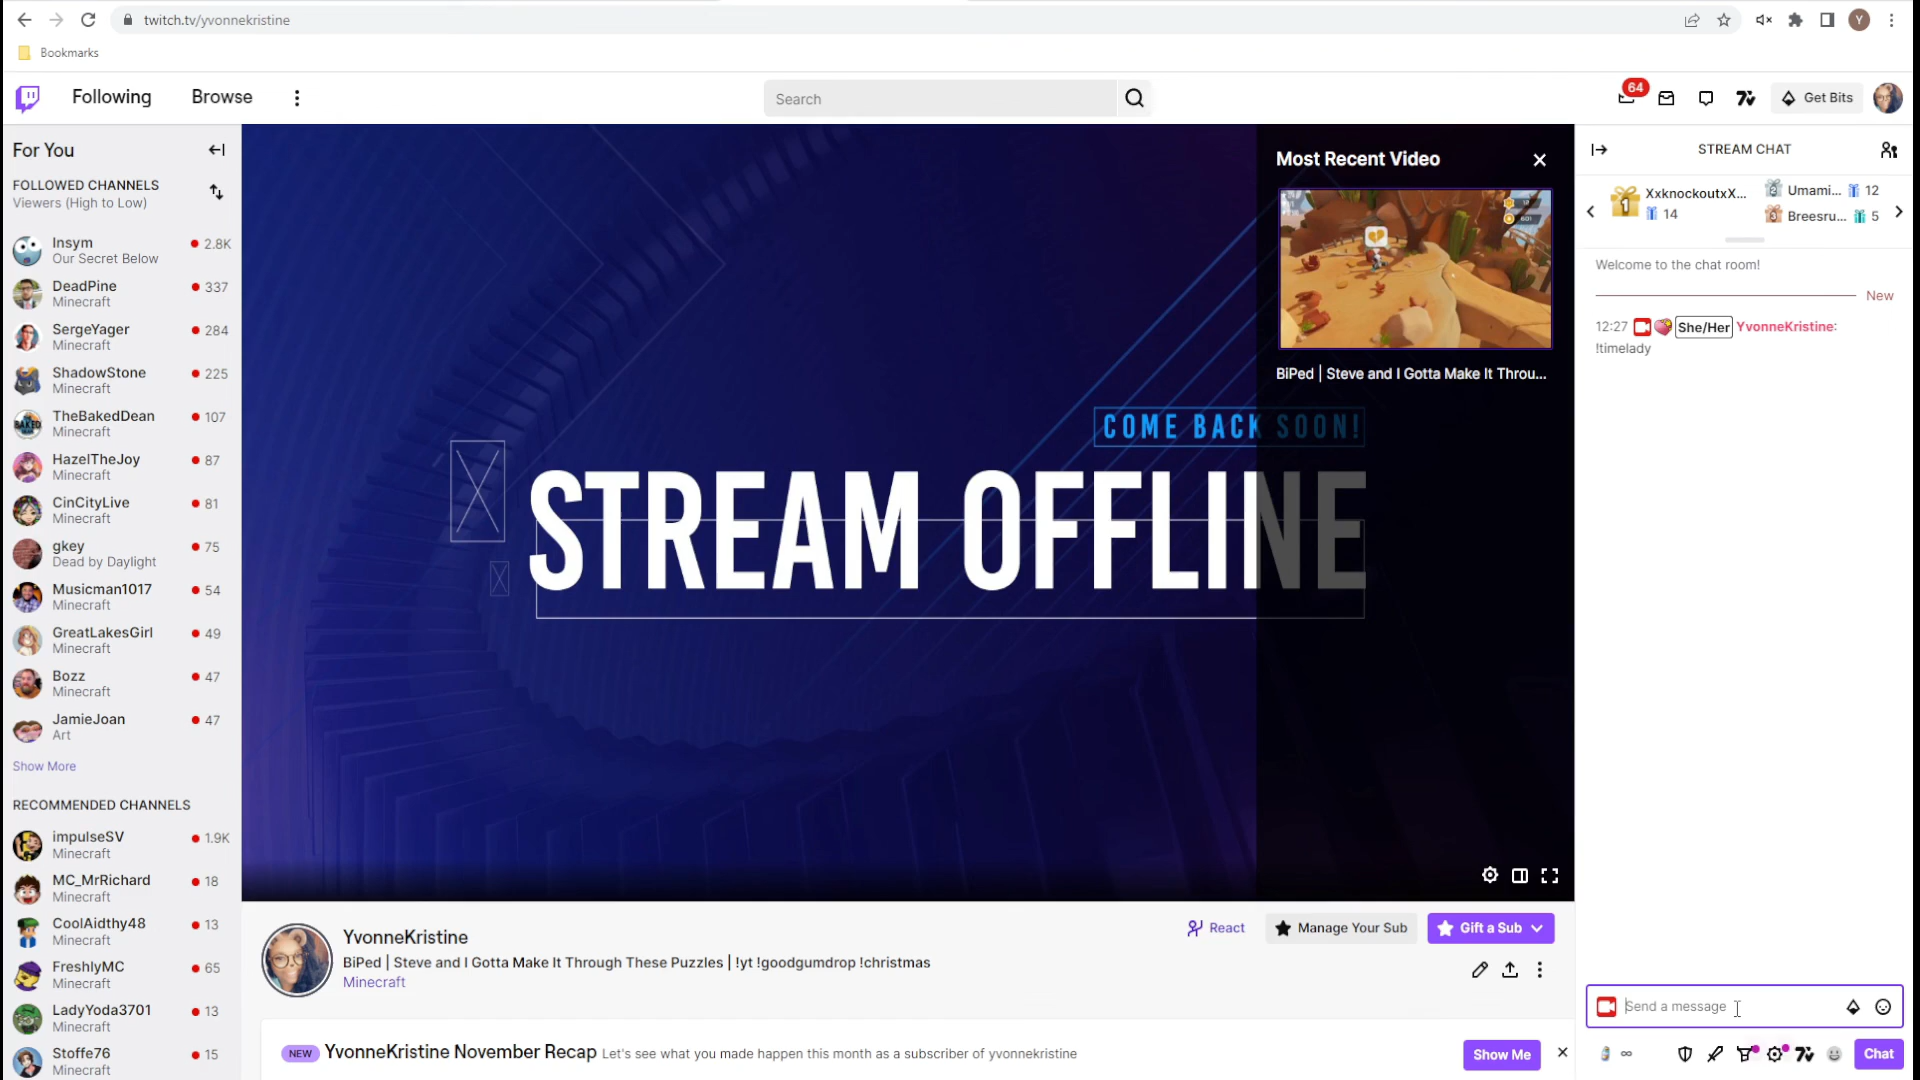 twitch.tv/yvonnekristine
Y
Bookmarks
Following
Browse
Search
64
Get Bits
For You
FOLLOWED CHANNELS
Viewers (High to Low)
Insym
2.8K
Our Secret Below
DeadPine
337
Minecraft
SergeYager
284
Minecraft
ShadowStone
225
Minecraft
TheBakedDean
107
Minecraft
HazelTheJoy
87
Minecraft
CinCityLive
81
Minecraft
gkey
75
Dead by Daylight
Musicman1017
54
Minecraft
GreatLakesGirl
49
Minecraft
Bozz
47
Minecraft
JamieJoan
47
Art
Show More
RECOMMENDED CHANNELS
impulseSV
1.9K
Minecraft
MC_MrRichard
18
Minecraft
CoolAidthy48
13
Minecraft
FreshlyMC
65
Minecraft
LadyYoda3701
13
Minecraft
Stoffe76
15
Minecraft
Most Recent Video
BiPed | Steve and I Gotta Make It Throu...
COME BACK SOON!
STREAM OFFLINE
YvonneKristine
BiPed | Steve and I Gotta Make It Through These Puzzles | !yt !goodgumdrop !christmas
Minecraft
React
Manage Your Sub
Gift a Sub
NEW YvonneKristine November Recap Let's see what you made happen this month as a subscriber of yvonnekristine
Show Me
STREAM CHAT
1 XxknockoutxX...
14
2 Umami... 12
3 Breesru... 5
Welcome to the chat room!
New
12:27 She/Her YvonneKristine:
!timelady
Send a message
Chat